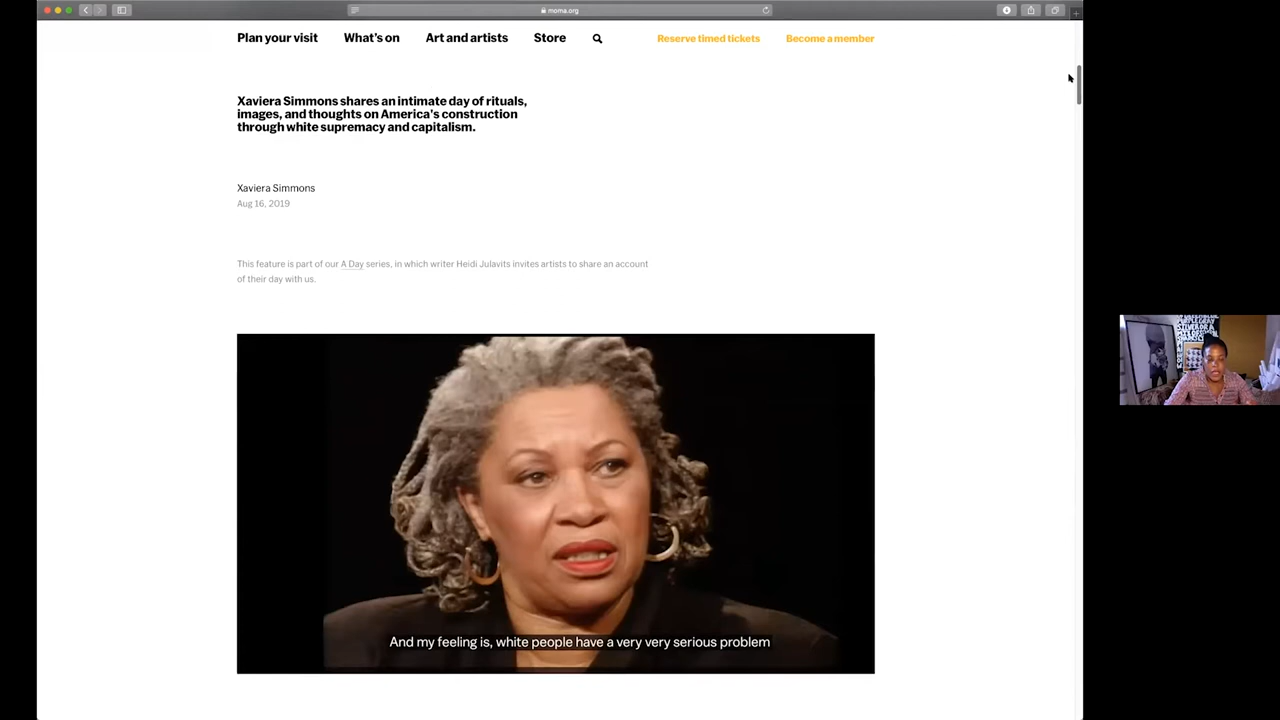 moma.org
Plan your visit What's on Art and artists Store Reserve timed tickets Become a member
Xaviera Simmons shares an intimate day of rituals,
images, and thoughts on America's construction
through white supremacy and capitalism.
Xaviera Simmons
Aug 16, 2019
This feature is part of our A Day series, in which writer Heidi Julavits invites artists to share an account
of their day with us.
And my feeling is, white people have a very very serious problem